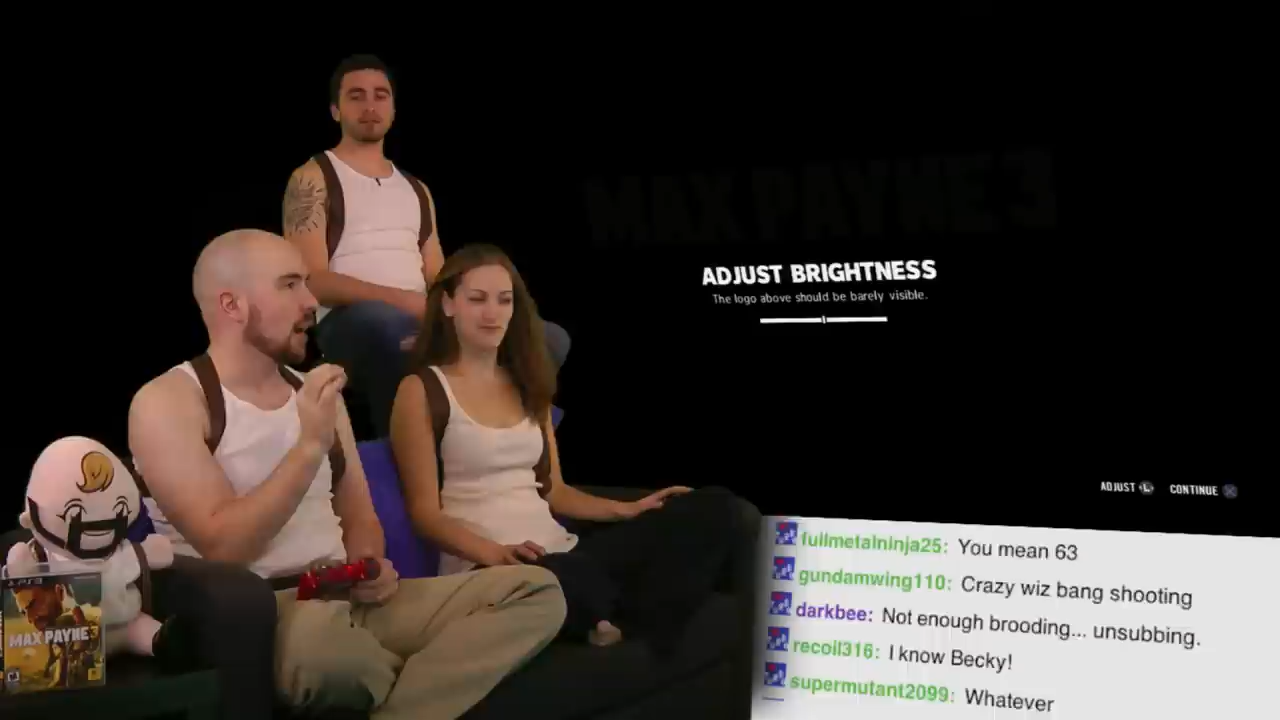 MAX PAYNE 3
ADJUST BRIGHTNESS
The logo above should be barely visible.
ADJUST L CONTINUE X
fullmetalninja25: You mean 63
gundamwing110: Crazy wiz bang shooting
darkbee: Not enough brooding... unsubbing.
recoil316: I know Becky!
supermutant2099: Whatever
PS3
MAX PAYNE 3